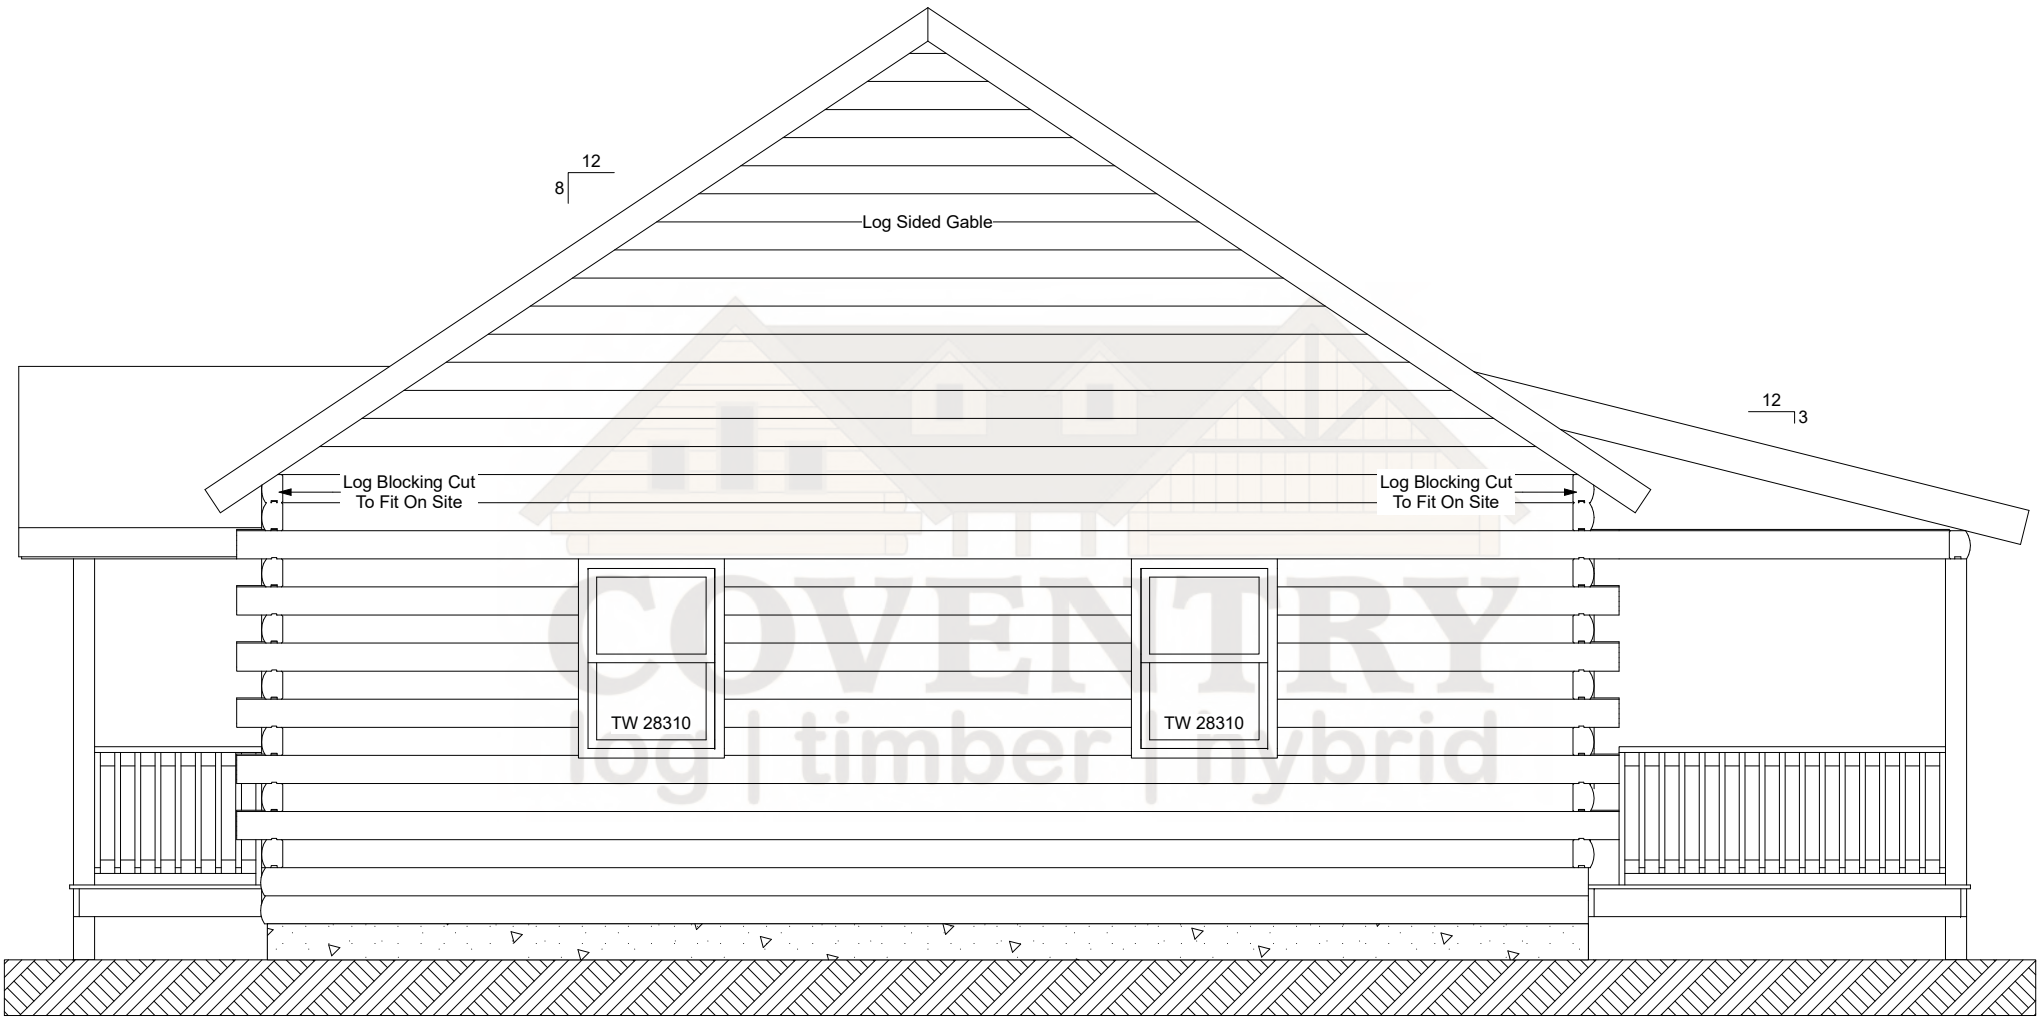 12
8
Log Sided Gable
12
3
Log Blocking Cut
To Fit On Site
Log Blocking Cut
To Fit On Site
COVENTRY
TW 28310
TW 28310
log | timber | hybrid